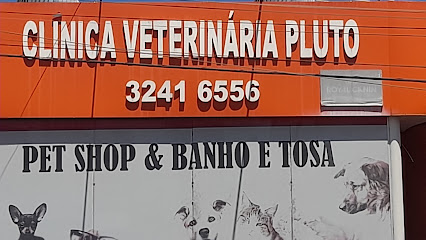 CLÍNICA VETERINÁRIA PLUTO
3241 6556
PET SHOP & BANHO E TOSA